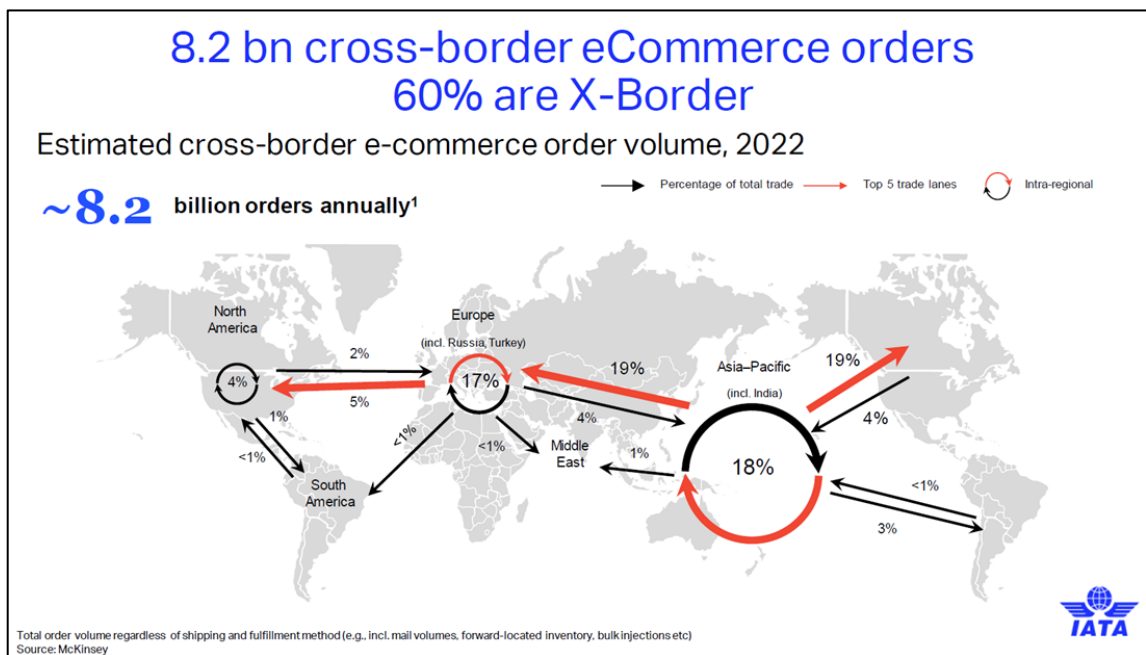 8.2 bn cross-border eCommerce orders
60% are X-Border
Estimated cross-border e-commerce order volume, 2022
~8.2 billion orders annually¹
Percentage of total trade
Top 5 trade lanes
Intra-regional
North
America
4%
2%
5%
1%
<1%
South
America
Europe
(incl. Russia, Turkey)
17%
<1%
<1%
19%
4%
Middle
East
1%
Asia–Pacific
(incl. India)
18%
19%
4%
<1%
3%
Total order volume regardless of shipping and fulfillment method (e.g., incl. mail volumes, forward-located inventory, bulk injections etc)
Source: McKinsey
IATA